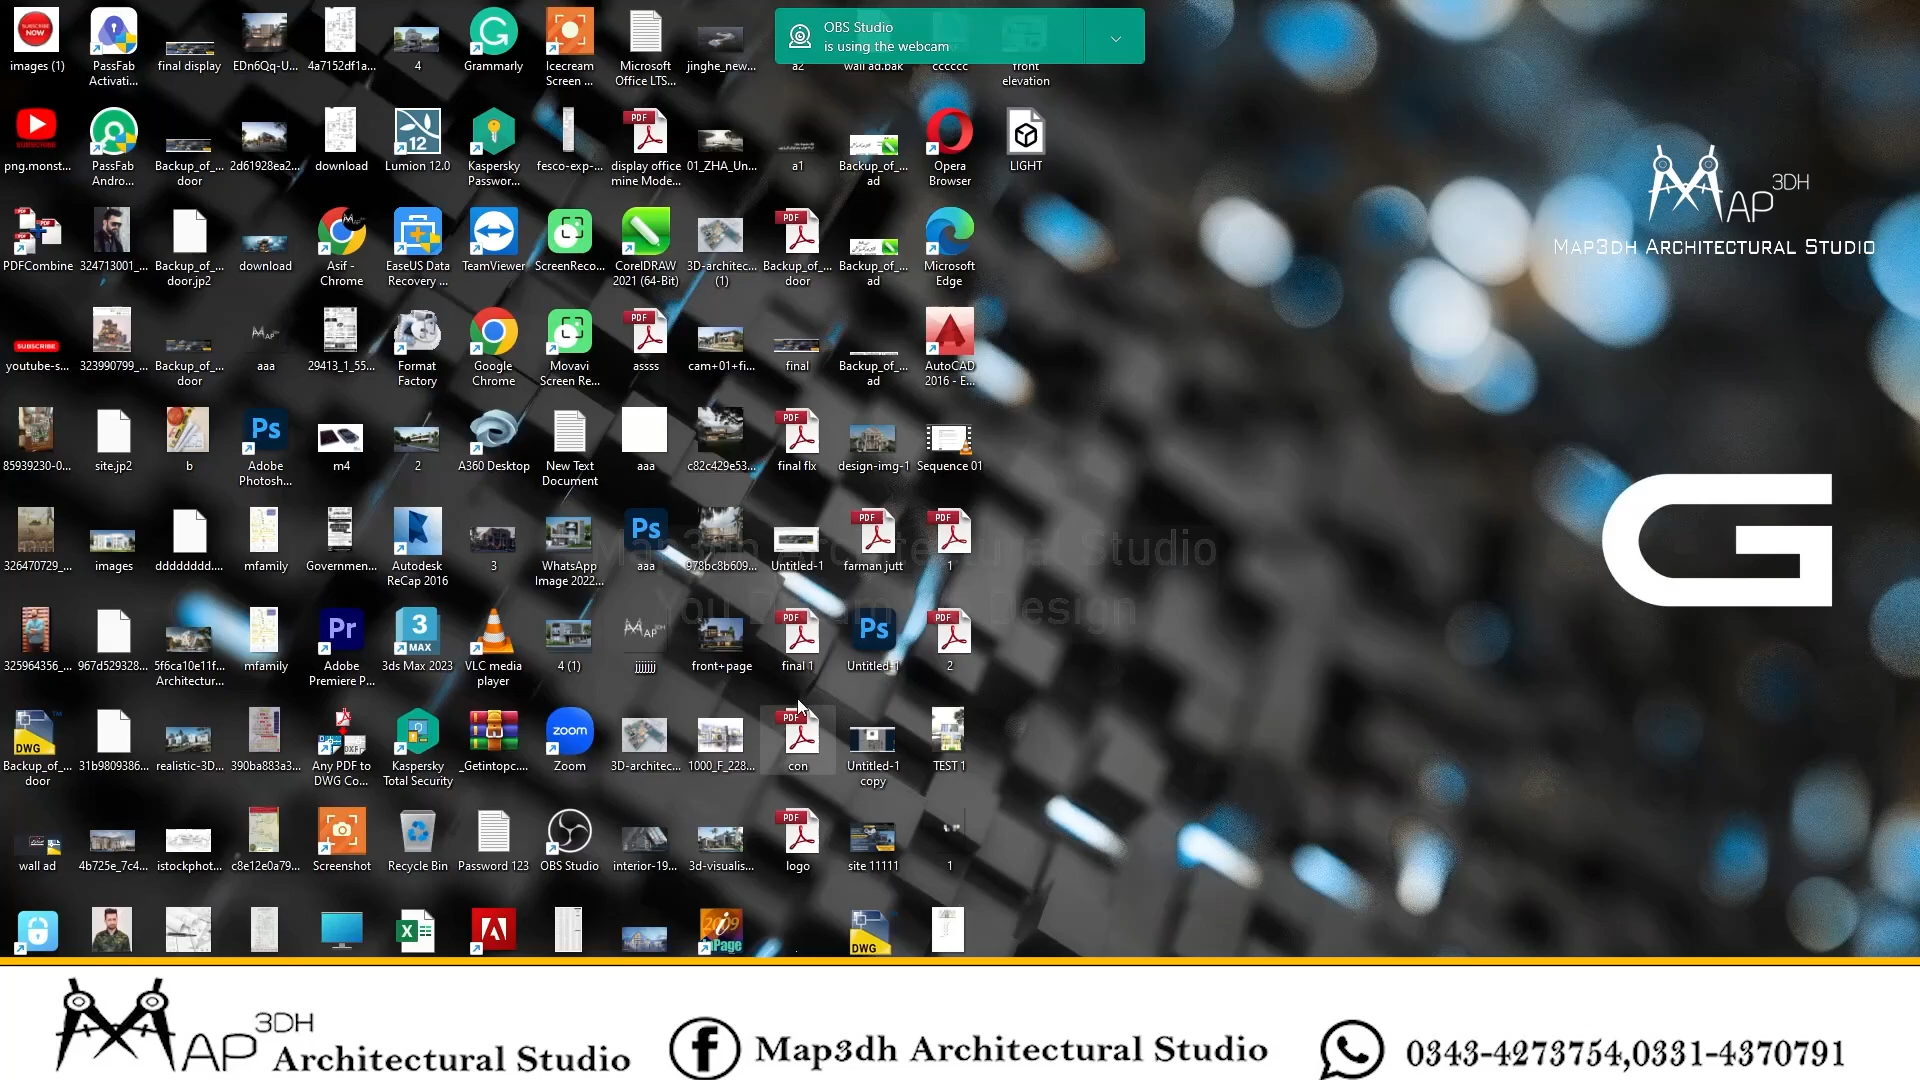 OBS Studio
is using the webcam
images (1)
PassFab
Activati...
final display
EDn6Qq-U...
4a7152df1a...
4
Grammarly
Icecream
Screen ...
Microsoft
Office LTS...
jinghe_new...
a2
wall ad.bak
cccccc
front
elevation
png.monst...
PassFab
Andro...
Backup_of_...
door
2d61928ea2...
download
Lumion 12.0
Kaspersky
Passwor...
fesco-exp-...
display office
mine Mode...
01_ZHA_Un...
a1
Backup_of_...
ad
Opera
Browser
LIGHT
MAP 3DH
Map3dh Architectural Studio
PDFCombine
324713001_...
Backup_of_...
door.jp2
download
Asif -
Chrome
EaseUS Data
Recovery ...
TeamViewer
ScreenReco...
CorelDRAW
2021 (64-Bit)
3D-architec...
(1)
Backup_of_...
door
Backup_of_...
ad
Microsoft
Edge
youtube-s...
323990799_...
Backup_of_...
door
aaa
29413_1_55...
Format
Factory
Google
Chrome
Movavi
Screen Re...
assss
cam+01+fi...
final
Backup_of_...
ad
AutoCAD
2016 - E...
85939230-0...
site.jp2
b
Adobe
Photosh...
m4
2
A360 Desktop
New Text
Document
aaa
c82c429e53...
final flx
design-img-1
Sequence 01
G
326470729_...
images
dddddddd....
mfamily
Governmen...
Autodesk
ReCap 2016
3
WhatsApp
Image 2022...
aaa
978bc8b609...
Untitled-1
farman jutt
1
Map3dh Architectural Studio
325964356_...
967d529328...
5f6ca10e11f...
Architectur...
mfamily
Adobe
Premiere P...
3ds Max 2023
VLC media
player
4 (1)
jjjjjjj
front+page
final 1
Untitled-1
2
Backup_of_...
door
31b9809386...
realistic-3D...
390ba883a3...
Any PDF to
DWG Co...
Kaspersky
Total Security
_Getintopc....
Zoom
3D-architec...
1000_F_228...
con
Untitled-1
copy
TEST 1
wall ad
4b725e_7c4...
istockphot...
c8e12e0a79...
Screenshot
Recycle Bin
Password 123
OBS Studio
interior-19...
3d-visualis...
logo
site 11111
1
MAP 3DH Architectural Studio
Map3dh Architectural Studio
0343-4273754,0331-4370791